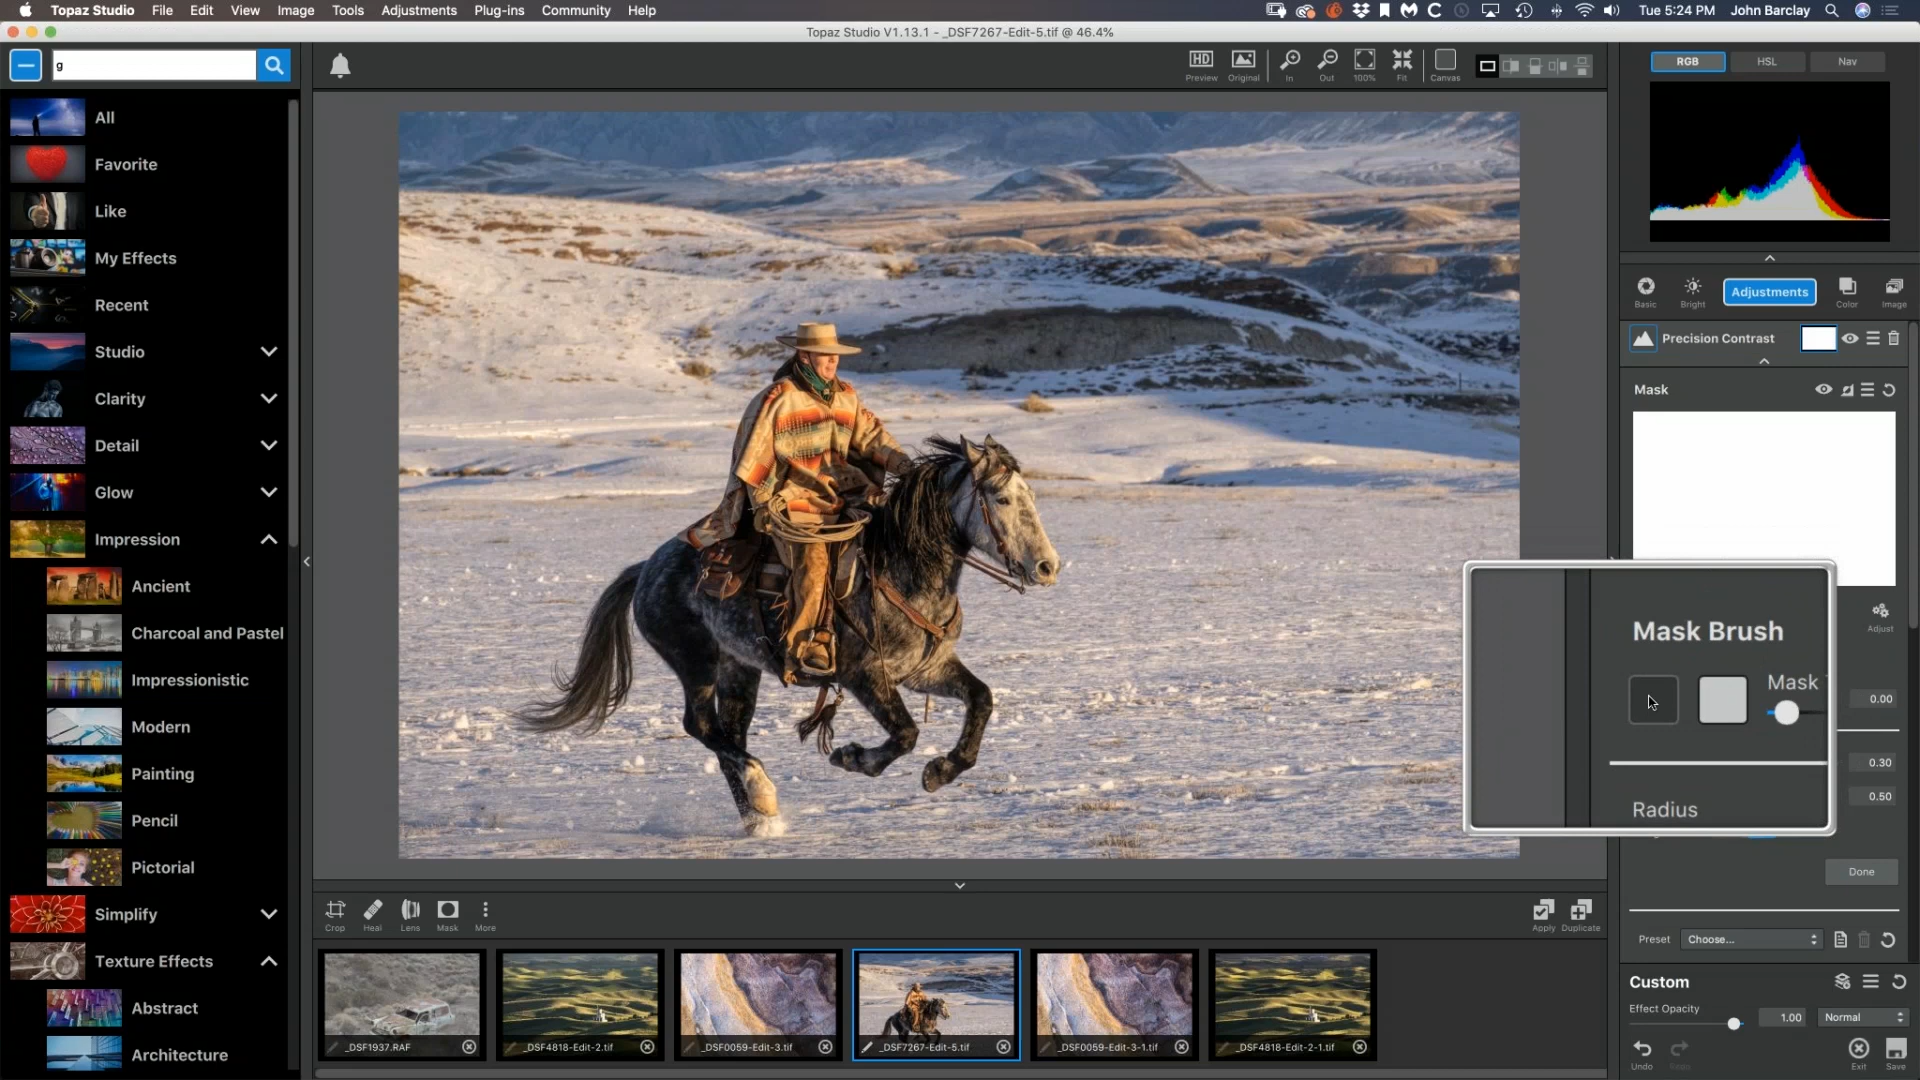 Topaz Studio File Edit View Image Tools Adjustments Plug-ins Community Help
Tue 5:24 PM John Barclay
Topaz Studio V1.13.1 - _DSF7267-Edit-5.tif @ 46.4%
g
HD Preview Original In Out 100% Fit Canvas
RGB HSL Nav
All
Favorite
Like
My Effects
Recent
Studio
Clarity
Detail
Glow
Impression
Ancient
Charcoal and Pastel
Impressionistic
Modern
Painting
Pencil
Pictorial
Simplify
Texture Effects
Abstract
Architecture
Basic Bright Adjustments Color Image
Precision Contrast
Mask
Adjust
Mask Brush
Mask
0.00
0.30
0.50
Radius
Done
Preset Choose...
Custom
Effect Opacity
1.00 Normal
Undo Exit Save
Crop Heal Lens Mask More
Apply Duplicate
_DSF1937.RAF
_DSF4818-Edit-2.tif
_DSF0059-Edit-3.tif
_DSF7267-Edit-5.tif
_DSF0059-Edit-3-1.tif
_DSF4818-Edit-2-1.tif